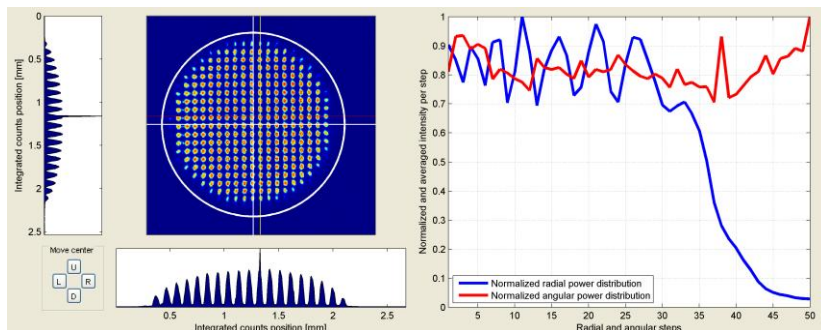 0
0.5
1
1.5
2
2.5
Integrated counts position [mm]
Move center
U
L R
D
0.5 1 1.5 2 2.5
Integrated counts position [mm]
1
0.9
0.8
0.7
0.6
0.5
0.4
0.3
0.2
0.1
0
Normalized and averaged intensity per step
Normalized radial power distribution
Normalized angular power distribution
5 10 15 20 25 30 35 40 45 50
Radial and angular steps